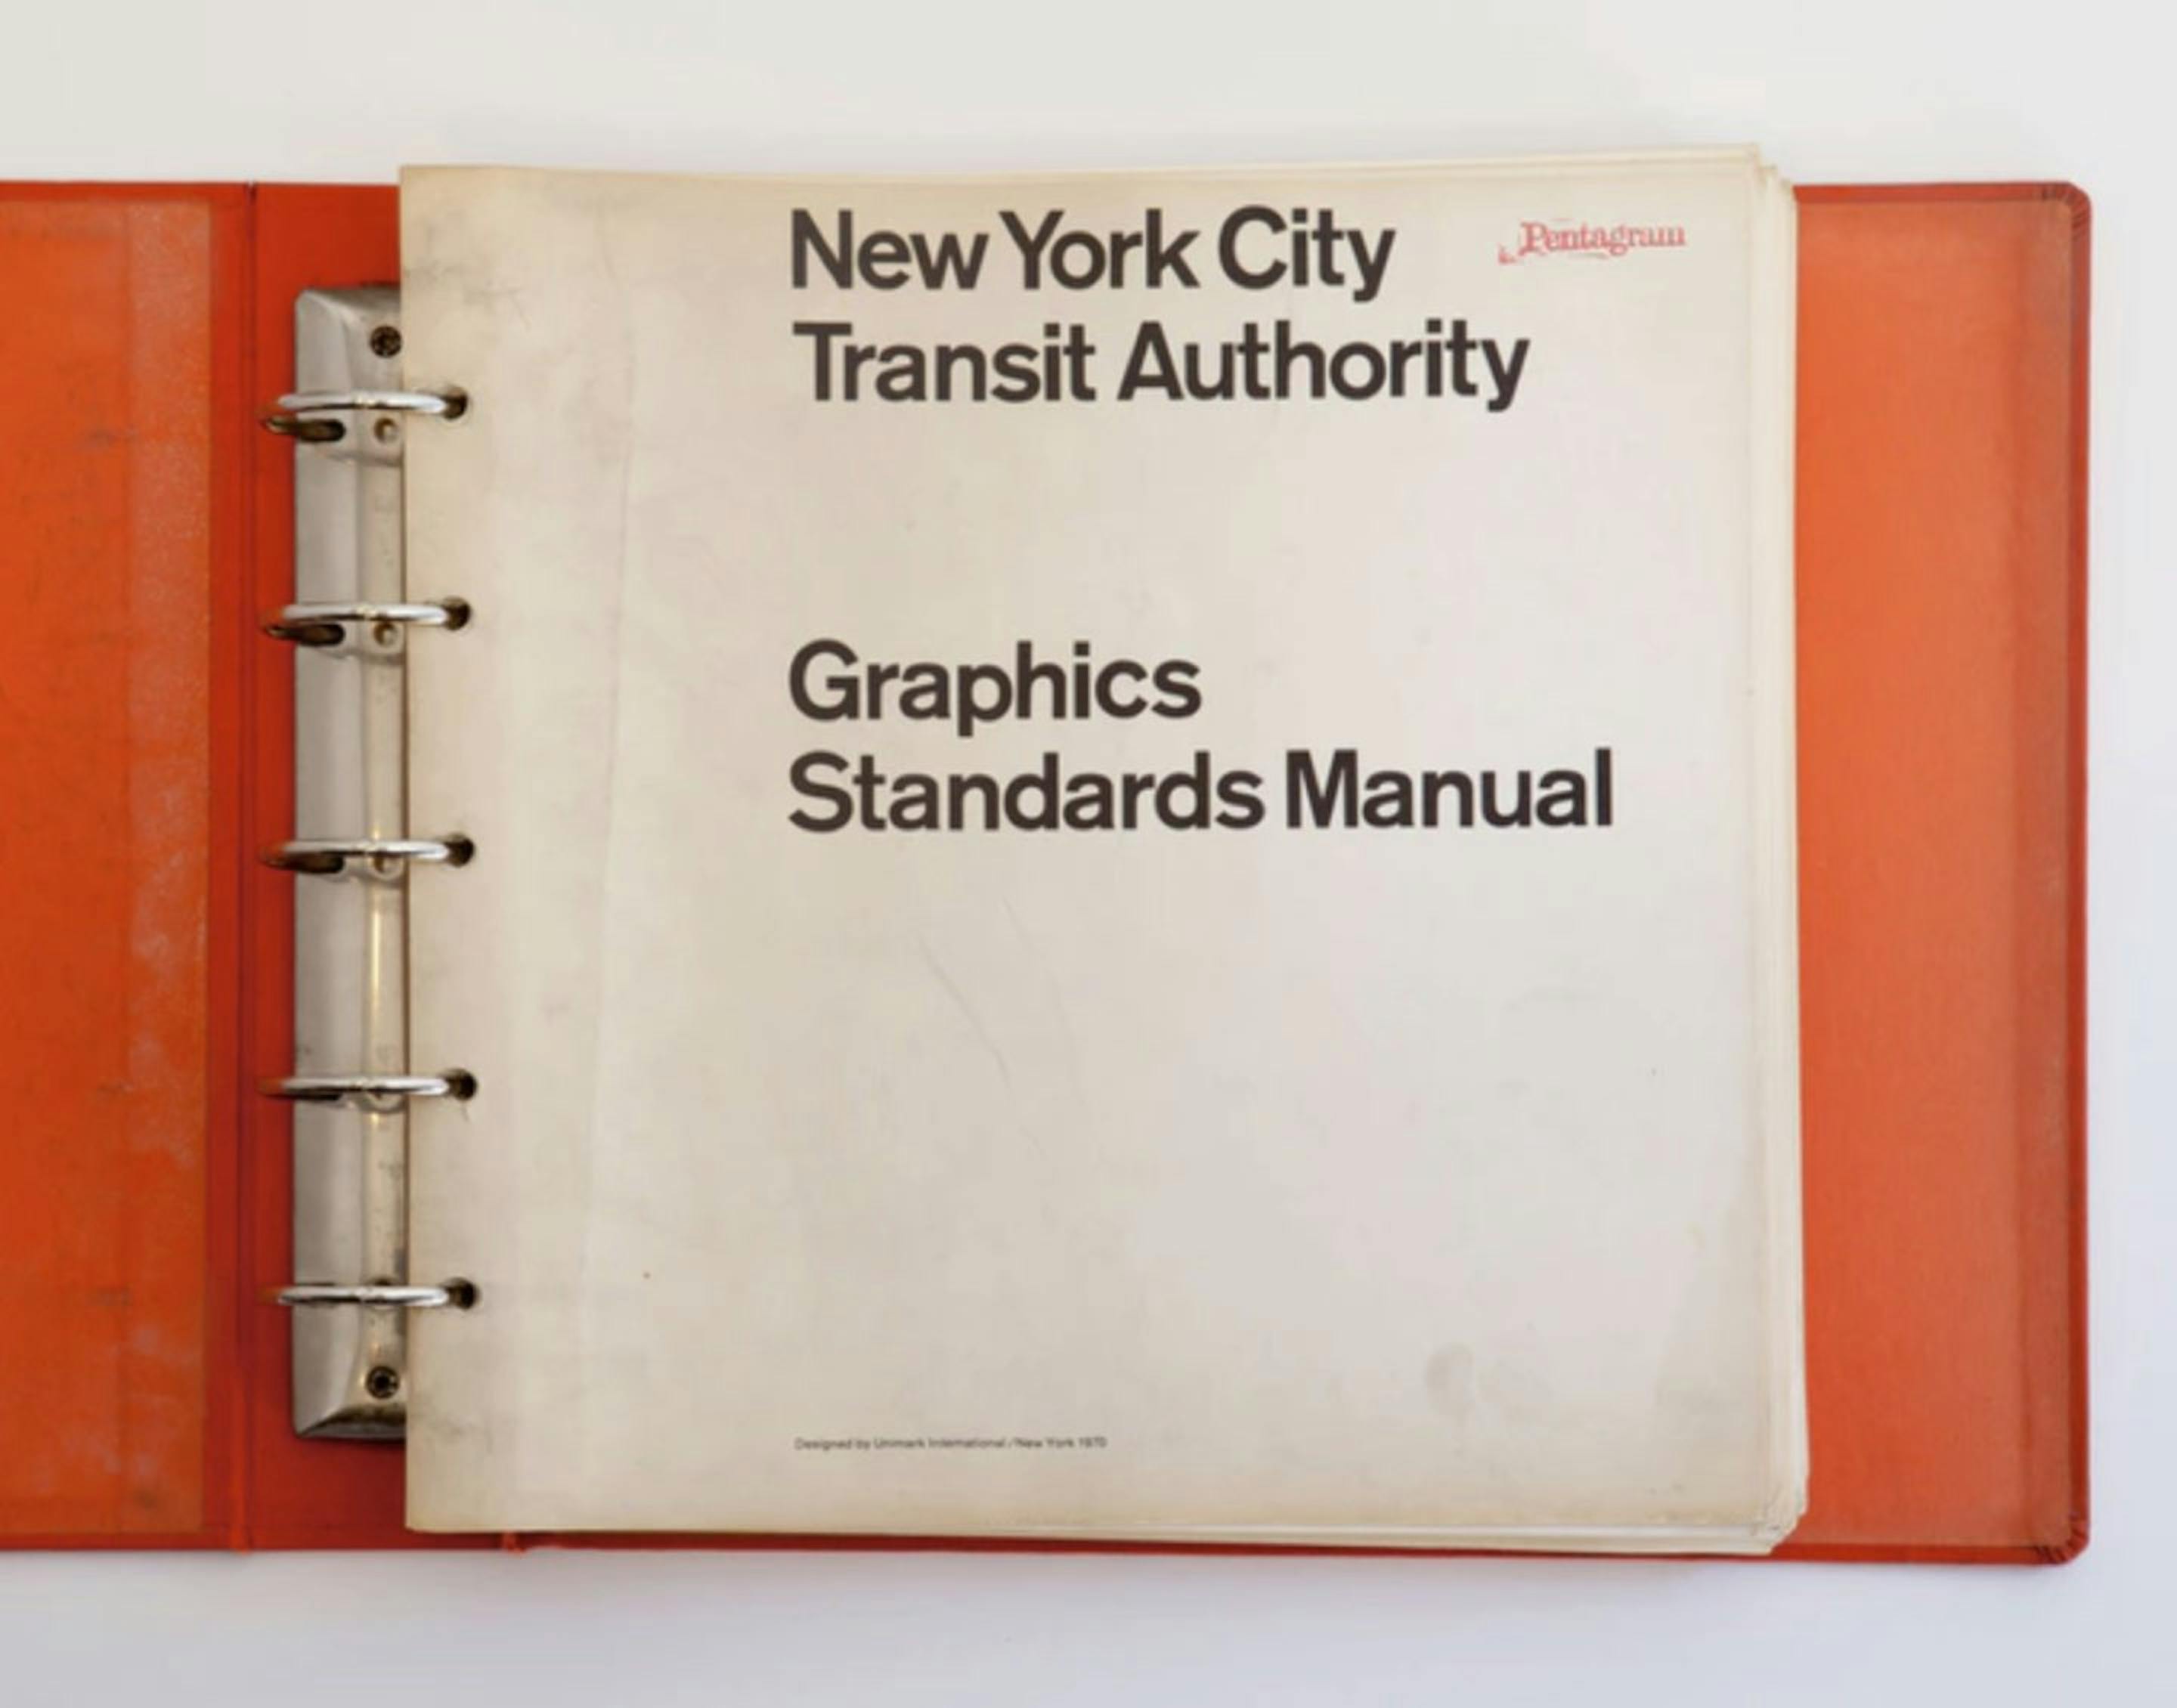 New York City
Transit Authority
Pentagram
Graphics
Standards Manual
Designed by Unimark International/New York 1970